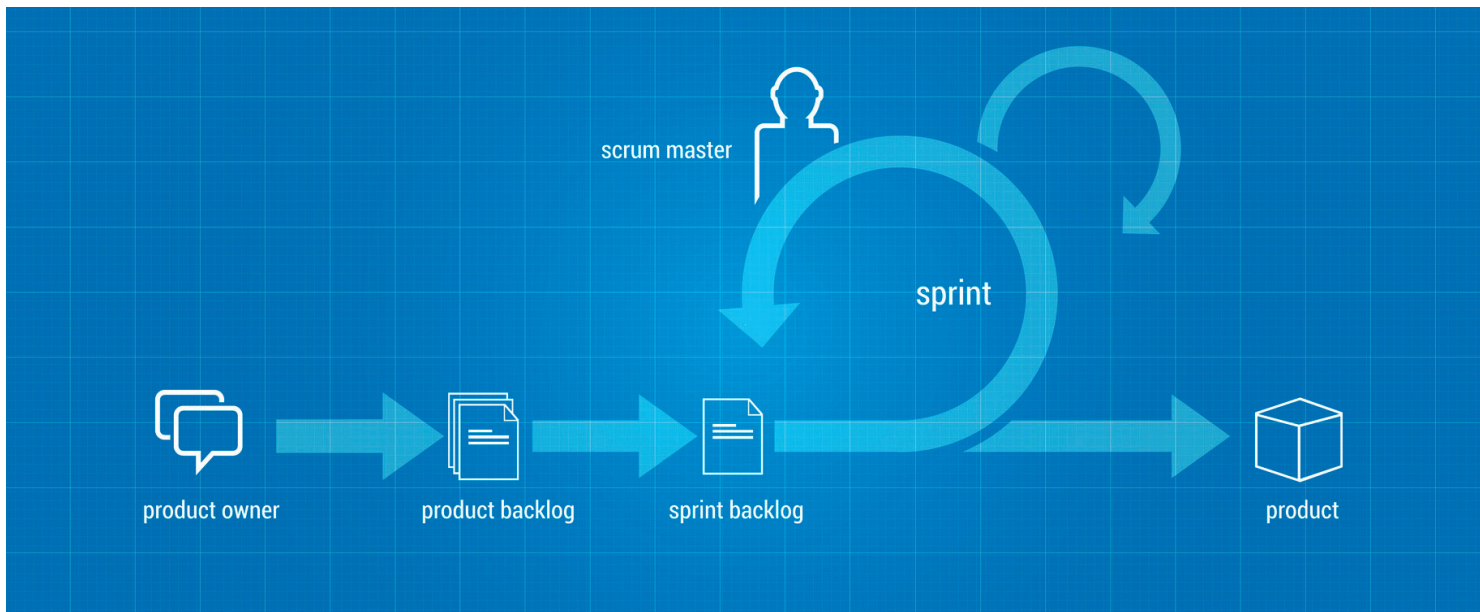 scrum master
sprint
product owner
product backlog
sprint backlog
product